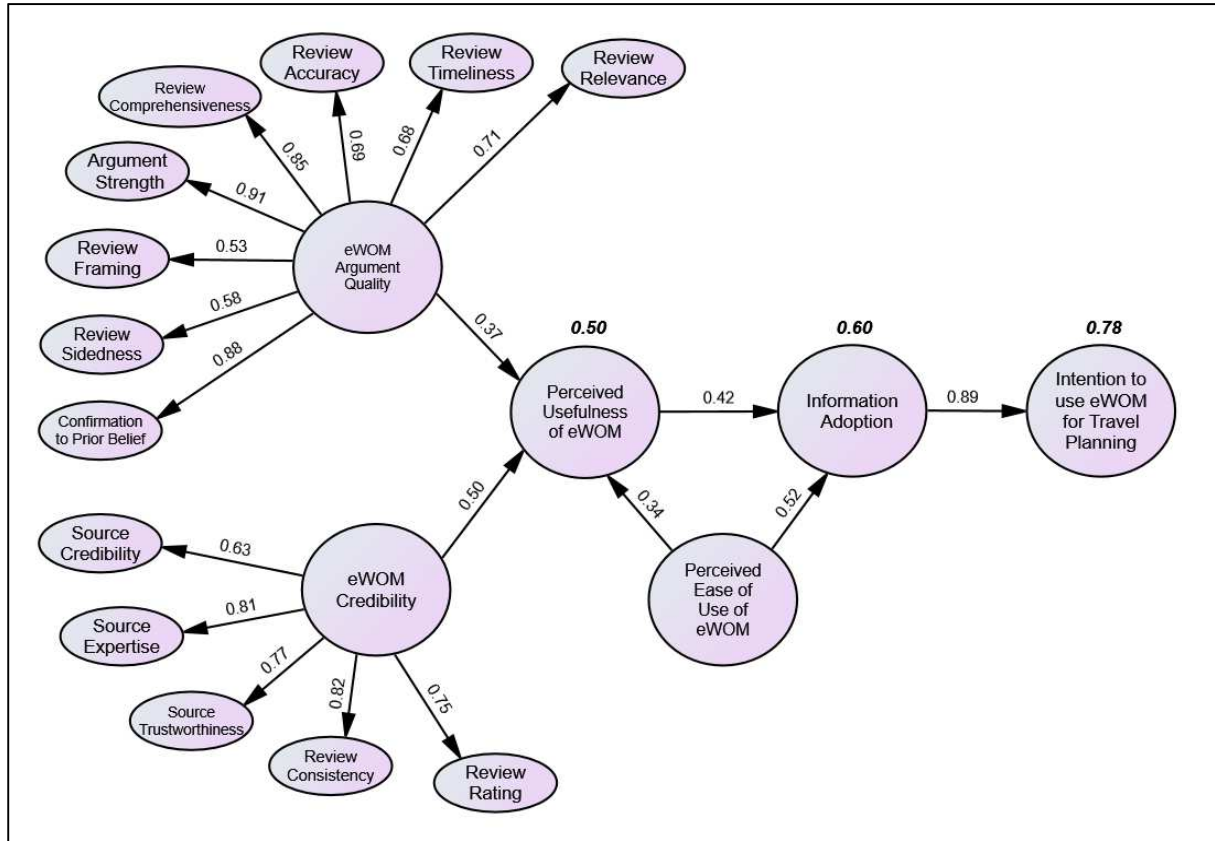 Review
Accuracy
Review
Timeliness
Review
Relevance
Review
Comprehensiveness
Argument
Strength
Review
Framing
Review
Sidedness
Confirmation
to Prior Belief
0.85
0.69
0.68
0.71
0.91
0.53
0.58
0.88
eWOM
Argument
Quality
0.37
0.50
Perceived
Usefulness
of eWOM
0.42
0.60
Information
Adoption
0.89
0.78
Intention to
use eWOM
for Travel
Planning
0.50
0.34
0.52
Perceived
Ease of
Use of
eWOM
Source
Credibility
0.63
eWOM
Credibility
Source
Expertise
0.81
Source
Trustworthiness
0.77
0.82
0.75
Review
Consistency
Review
Rating